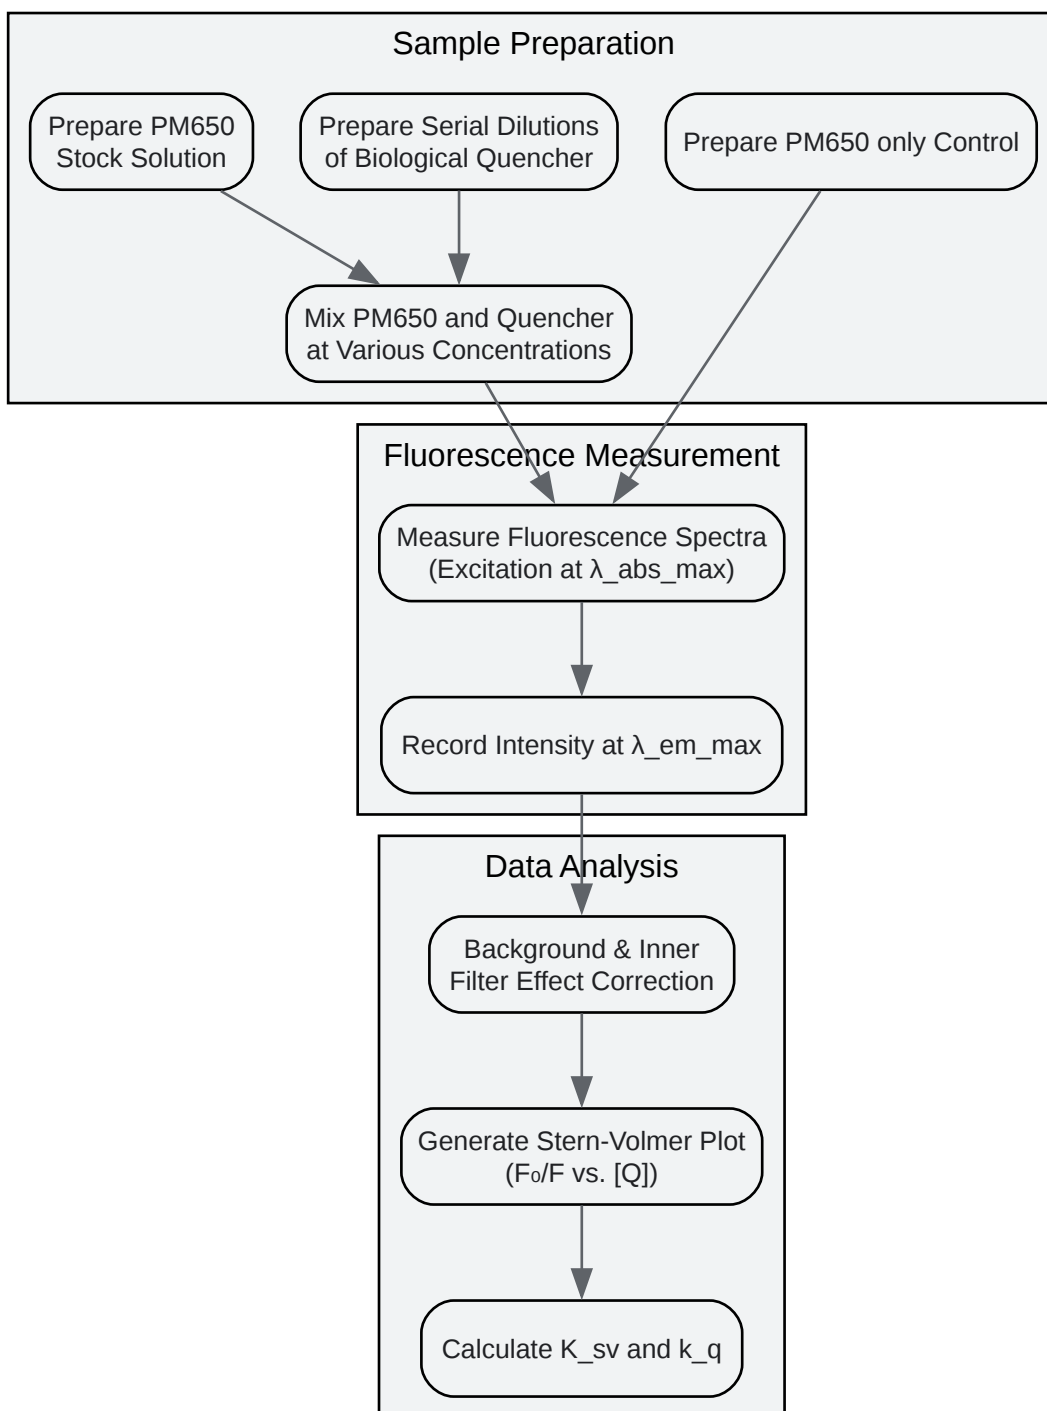 Sample Preparation
Prepare PM650
Stock Solution
Prepare Serial Dilutions
of Biological Quencher
Prepare PM650 only Control
Mix PM650 and Quencher
at Various Concentrations
Fluorescence Measurement
Measure Fluorescence Spectra
(Excitation at λ_abs_max)
Record Intensity at λ_em_max
Data Analysis
Background & Inner
Filter Effect Correction
Generate Stern-Volmer Plot
(F₀/F vs. [Q])
Calculate K_sv and k_q